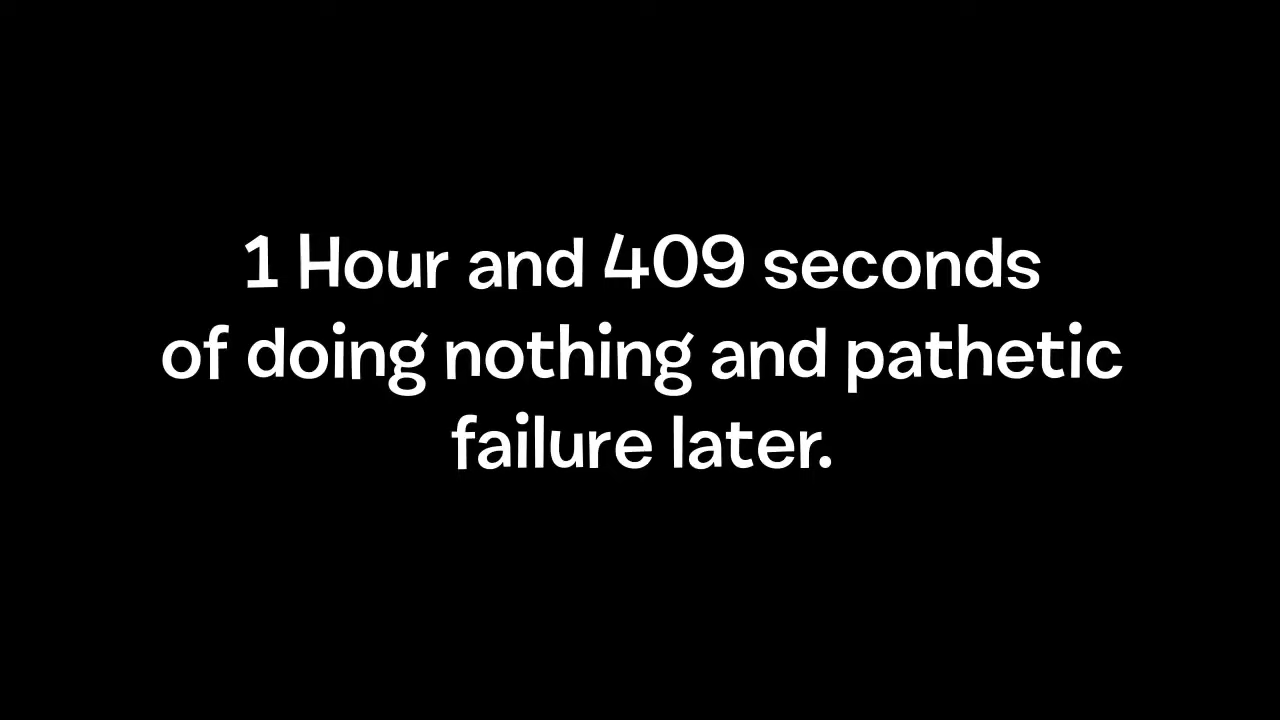 1 Hour and 409 seconds
of doing nothing and pathetic
failure later.